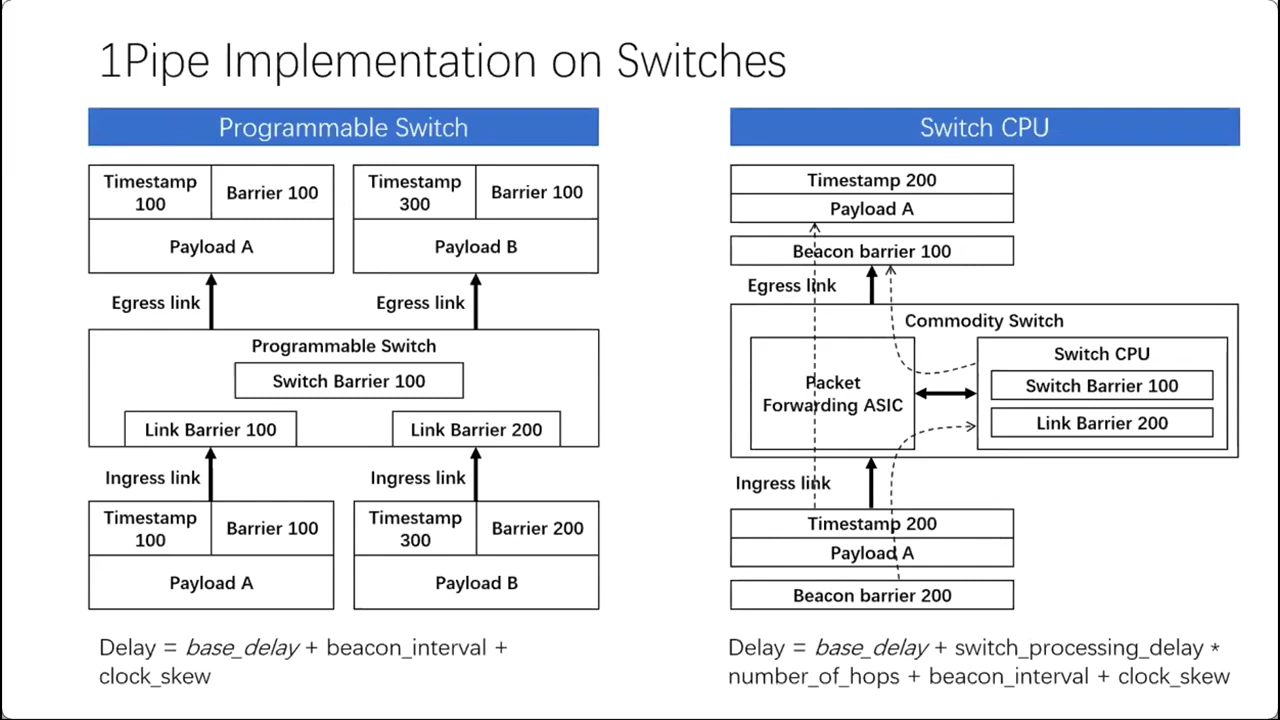 1Pipe Implementation on Switches
Programmable Switch
Timestamp
100
Barrier 100
Payload A
Timestamp
300
Barrier 100
Payload B
Egress link
Egress link
Programmable Switch
Switch Barrier 100
Link Barrier 100
Link Barrier 200
Ingress link
Ingress link
Timestamp
100
Barrier 100
Payload A
Timestamp
300
Barrier 200
Payload B
Delay = base_delay + beacon_interval +
clock_skew
Switch CPU
Timestamp 200
Payload A
Beacon barrier 100
Egress link
Commodity Switch
Packet
Forwarding ASIC
Switch CPU
Switch Barrier 100
Link Barrier 200
Ingress link
Timestamp 200
Payload A
Beacon barrier 200
Delay = base_delay + switch_processing_delay *
number_of_hops + beacon_interval + clock_skew